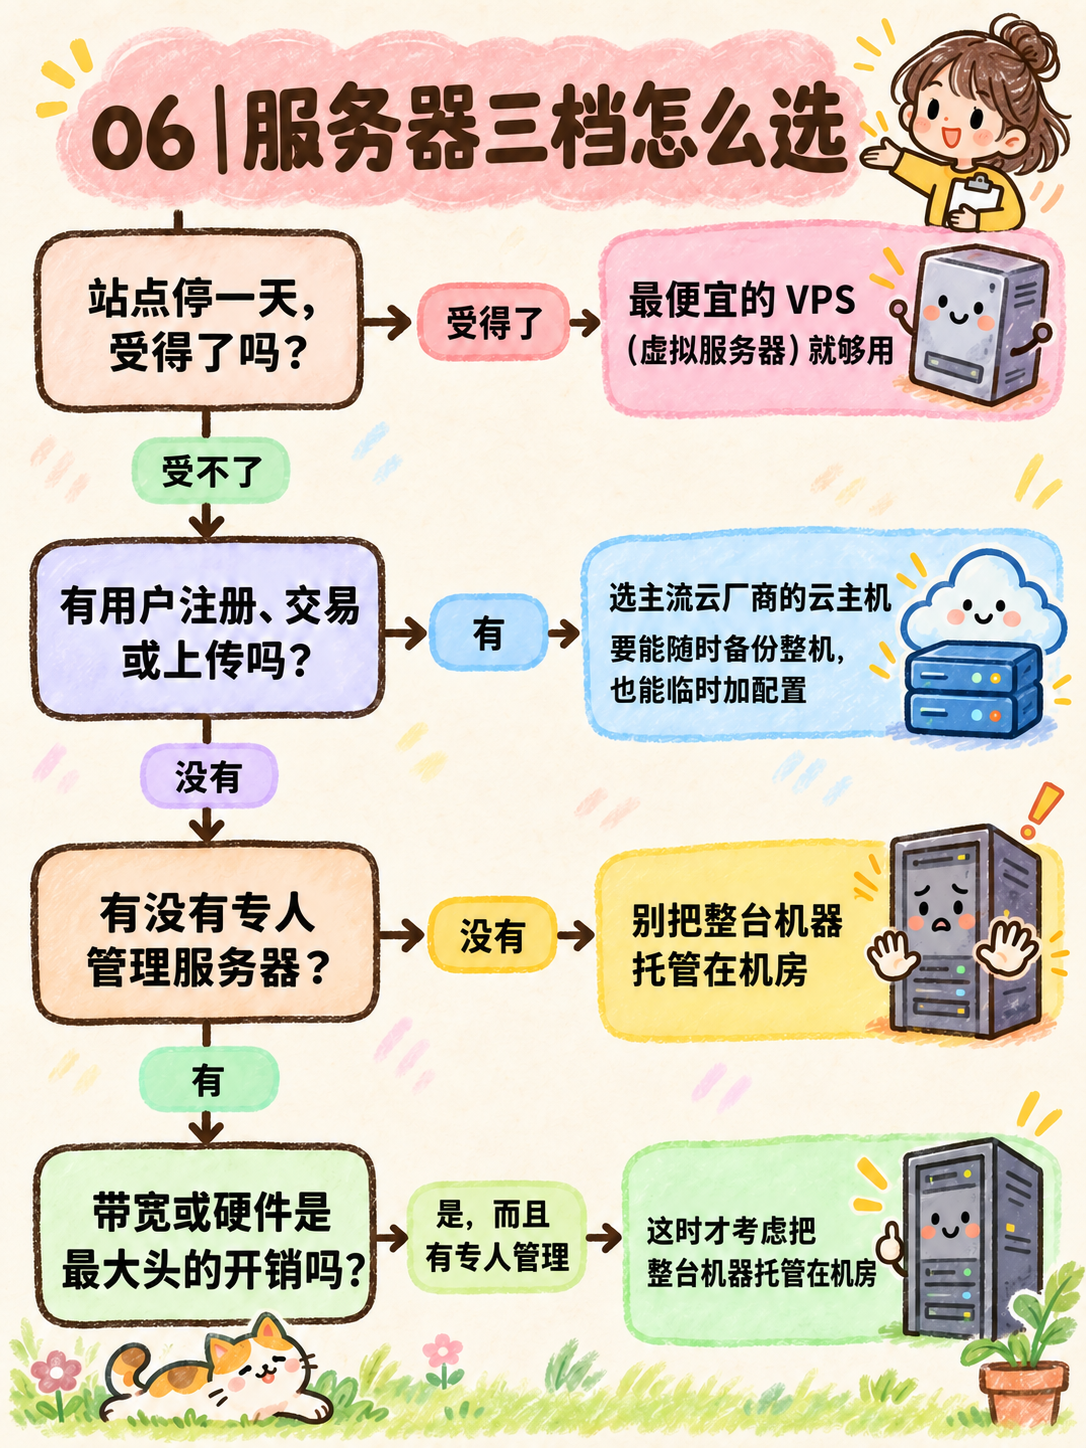 06|服务器三档怎么选
站点停一天，
受得了吗？
受得了
最便宜的 VPS
（虚拟服务器）就够用
受不了
有用户注册、交易
或上传吗？
有
选主流云厂商的云主机
要能随时备份整机，
也能临时加配置
没有
有没有专人
管理服务器？
没有
别把整台机器
托管在机房
有
带宽或硬件是
最大头的开销吗？
是，而且
有专人管理
这时才考虑把
整台机器托管在机房